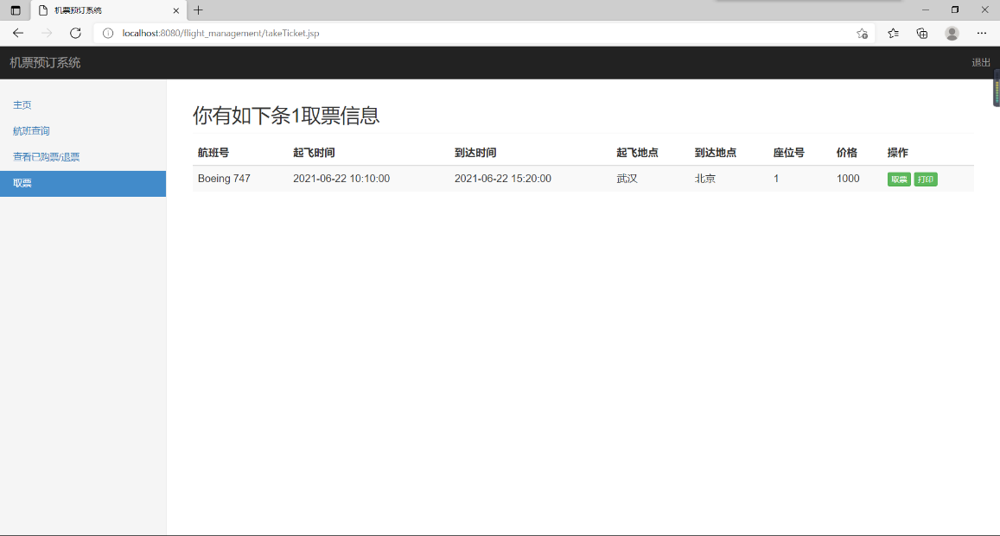 机票预订系统
localhost:8080/flight_management/takeTicket.jsp
机票预订系统 退出
主页
航班查询
查看已购票/退票
取票
你有如下条1取票信息
航班号 起飞时间 到达时间 起飞地点 到达地点 座位号 价格 操作
Boeing 747 2021-06-22 10:10:00 2021-06-22 15:20:00 武汉 北京 1 1000 取票 打印